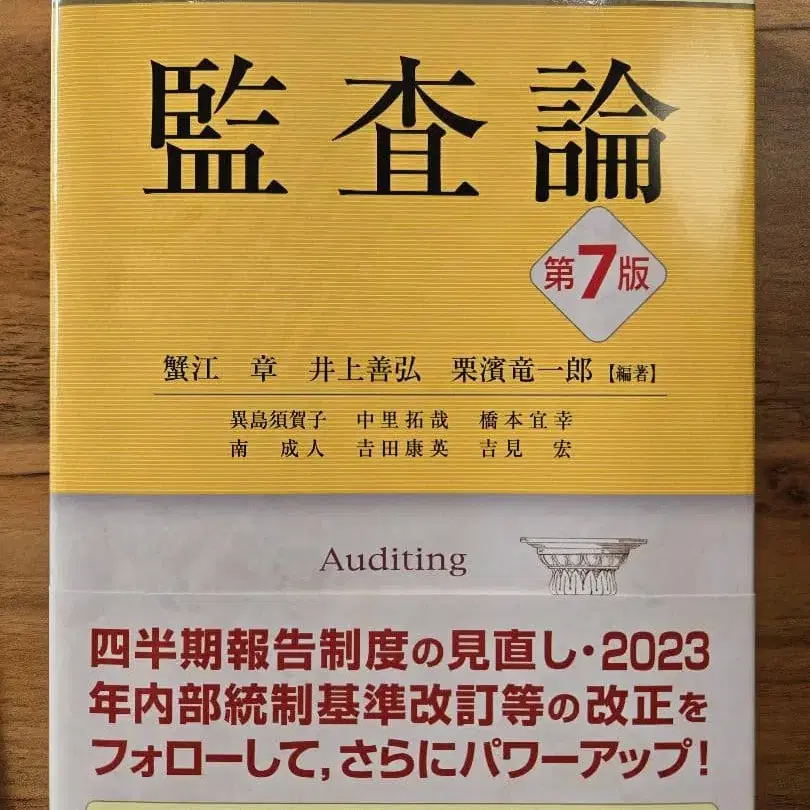 監査論
第7版
蟹江 章 井上善弘 栗濱竜一郎【編著】
異島須賀子 中里拓哉 橋本宜幸
南 成人 𠮷田康英 吉見 宏
Auditing
四半期報告制度の見直し・2023
年内部統制基準改訂等の改正を
フォローして,さらにパワーアップ!